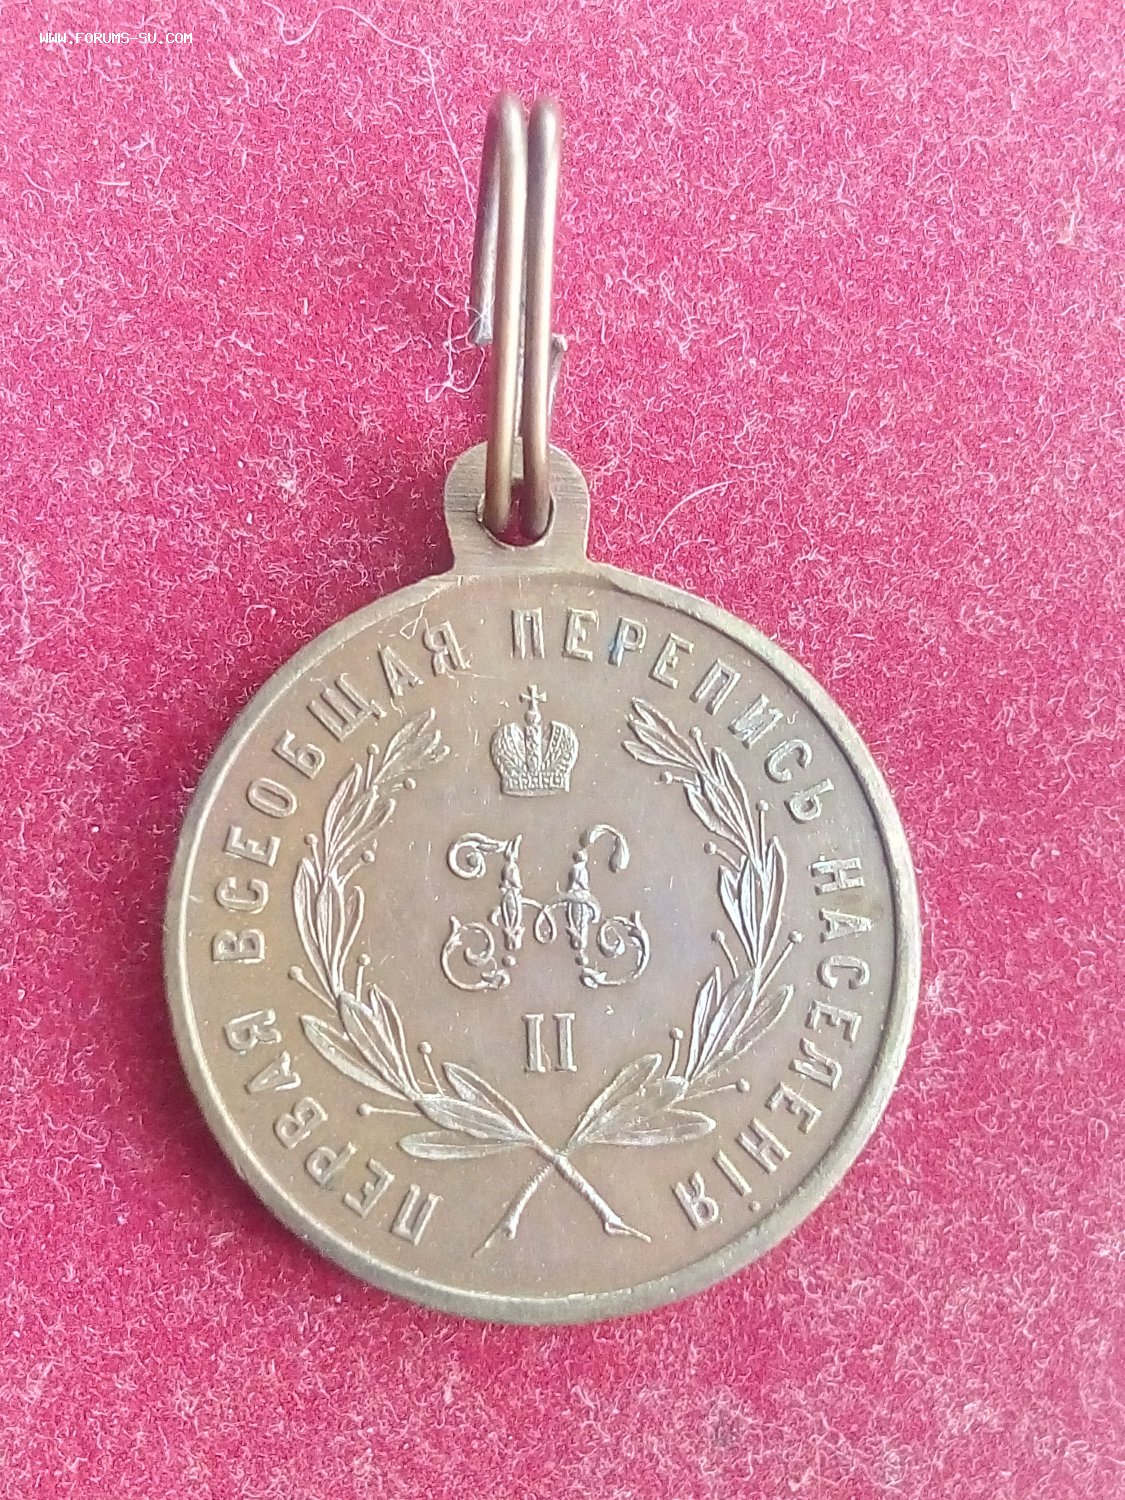 WWW.FORUMS-SU.COM
ПЕРВАЯ ВСЕОБЩАЯ ПЕРЕПИСЬ НАСЕЛЕНІЯ
Н
II